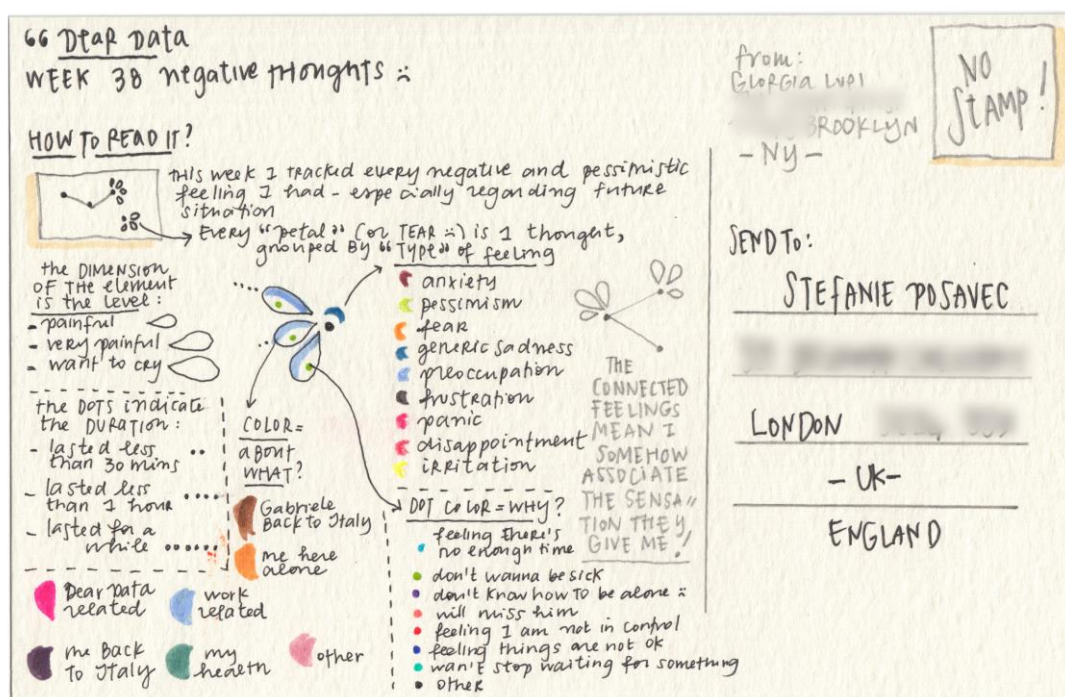 “ DEAR DATA
WEEK 38 negative thoughts :(
HOW TO READ IT?
THIS week I TRACKED EVERY negative and pessimistic
feeling I had - especially regarding future
situation
EVERY “petal” (or TEAR :() is 1 thought,
grouped BY “TYPE” of feeling
the DIMENSION
OF THE element
is the level:
- painful
- very painful
- want to cry
the DOTS indicate
the DURATION:
- lasted less
than 30 mins
- lasted less
than 1 hour
- lasted for a
while
COLOR=
ABOUT
WHAT?
Gabriele
Back to Italy
me here
alone
Dear Data
related
work
related
me Back
To Italy
my
health
other
anxiety
pessimism
fear
generic sadness
preoccupation
frustration
panic
disappointment
irritation
DOT COLOR=WHY?
feeling there's
no enough time
don't wanna be sick
don't know how to be alone :(
will miss him
feeling I am not in control
feeling things are not ok
wan't stop waiting for something
other
THE
CONNECTED
FEELINGS
MEAN I
SOMEHOW
ASSOCIATE
THE SENSA〃
TION THEY
GIVE ME!
from:
GIORGIA LUPI
BROOKLYN
- NY -
NO
STAMP!
SEND TO:
STEFANIE POSAVEC
LONDON
- UK-
ENGLAND